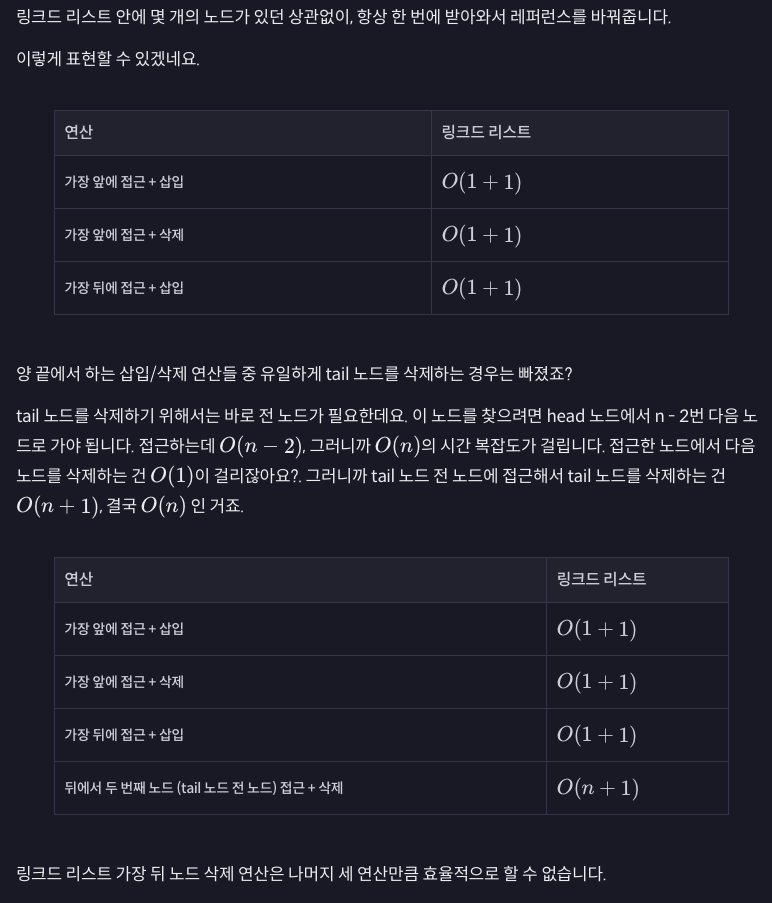 링크드 리스트 안에 몇 개의 노드가 있던 상관없이, 항상 한 번에 받아와서 레퍼런스를 바꿔줍니다.
이렇게 표현할 수 있겠네요.
연산 링크드 리스트
가장 앞에 접근 + 삽입 O(1 + 1)
가장 앞에 접근 + 삭제 O(1 + 1)
가장 뒤에 접근 + 삽입 O(1 + 1)
양 끝에서 하는 삽입/삭제 연산들 중 유일하게 tail 노드를 삭제하는 경우는 빠졌죠?
tail 노드를 삭제하기 위해서는 바로 전 노드가 필요한데요. 이 노드를 찾으려면 head 노드에서 n - 2번 다음 노
드로 가야 됩니다. 접근하는데 O(n − 2), 그러니까 O(n)의 시간 복잡도가 걸립니다. 접근한 노드에서 다음
노드를 삭제하는 건 O(1)이 걸리잖아요?. 그러니까 tail 노드 전 노드에 접근해서 tail 노드를 삭제하는 건
O(n + 1), 결국 O(n) 인 거죠.
연산 링크드 리스트
가장 앞에 접근 + 삽입 O(1 + 1)
가장 앞에 접근 + 삭제 O(1 + 1)
가장 뒤에 접근 + 삽입 O(1 + 1)
뒤에서 두 번째 노드 (tail 노드 전 노드) 접근 + 삭제 O(n + 1)
링크드 리스트 가장 뒤 노드 삭제 연산은 나머지 세 연산만큼 효율적으로 할 수 없습니다.